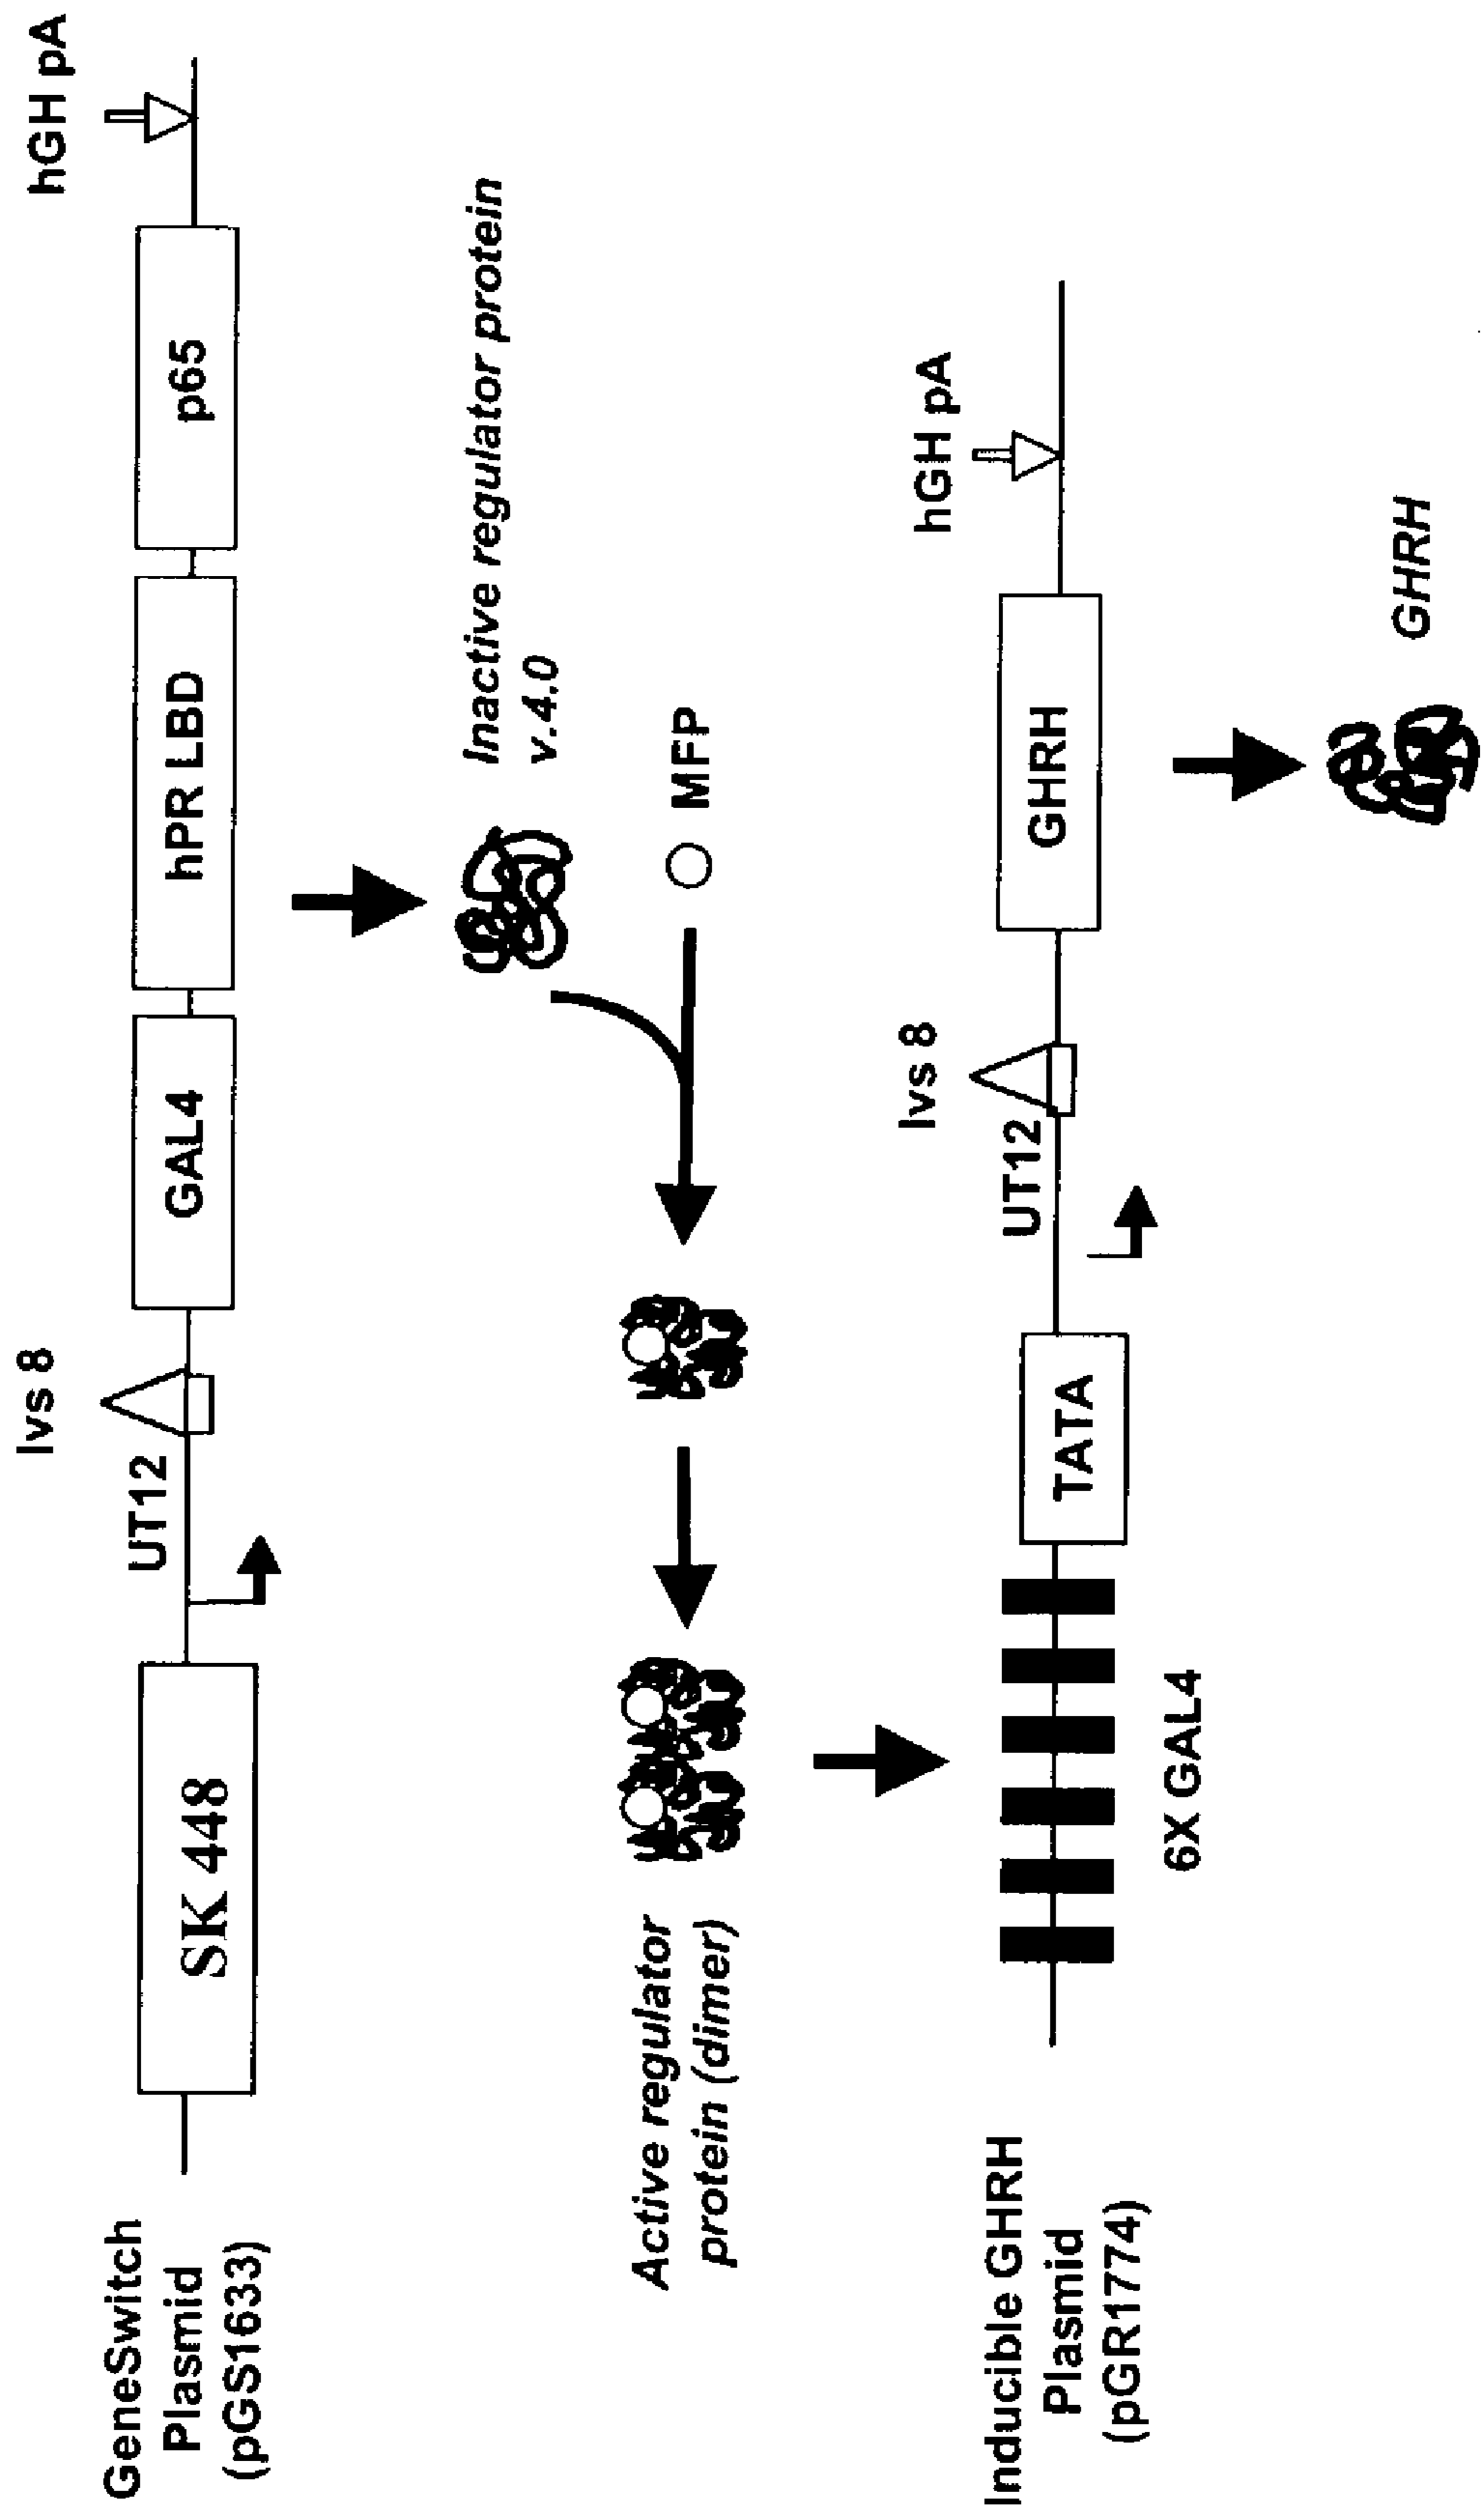 GeneSwitch
Plasmid
(pGS1633)
SK 448
UT12
Ivs 8
GAL4
hPR LBD
p65
hGH pA
Inactive regulator protein
v.4.0
MFP
Active regulator
protein (dimer)
Inducible GHRH
Plasmid
(pGR1774)
6X GAL4
TATA
UT12
Ivs 8
GHRH
hGH pA
GHRH